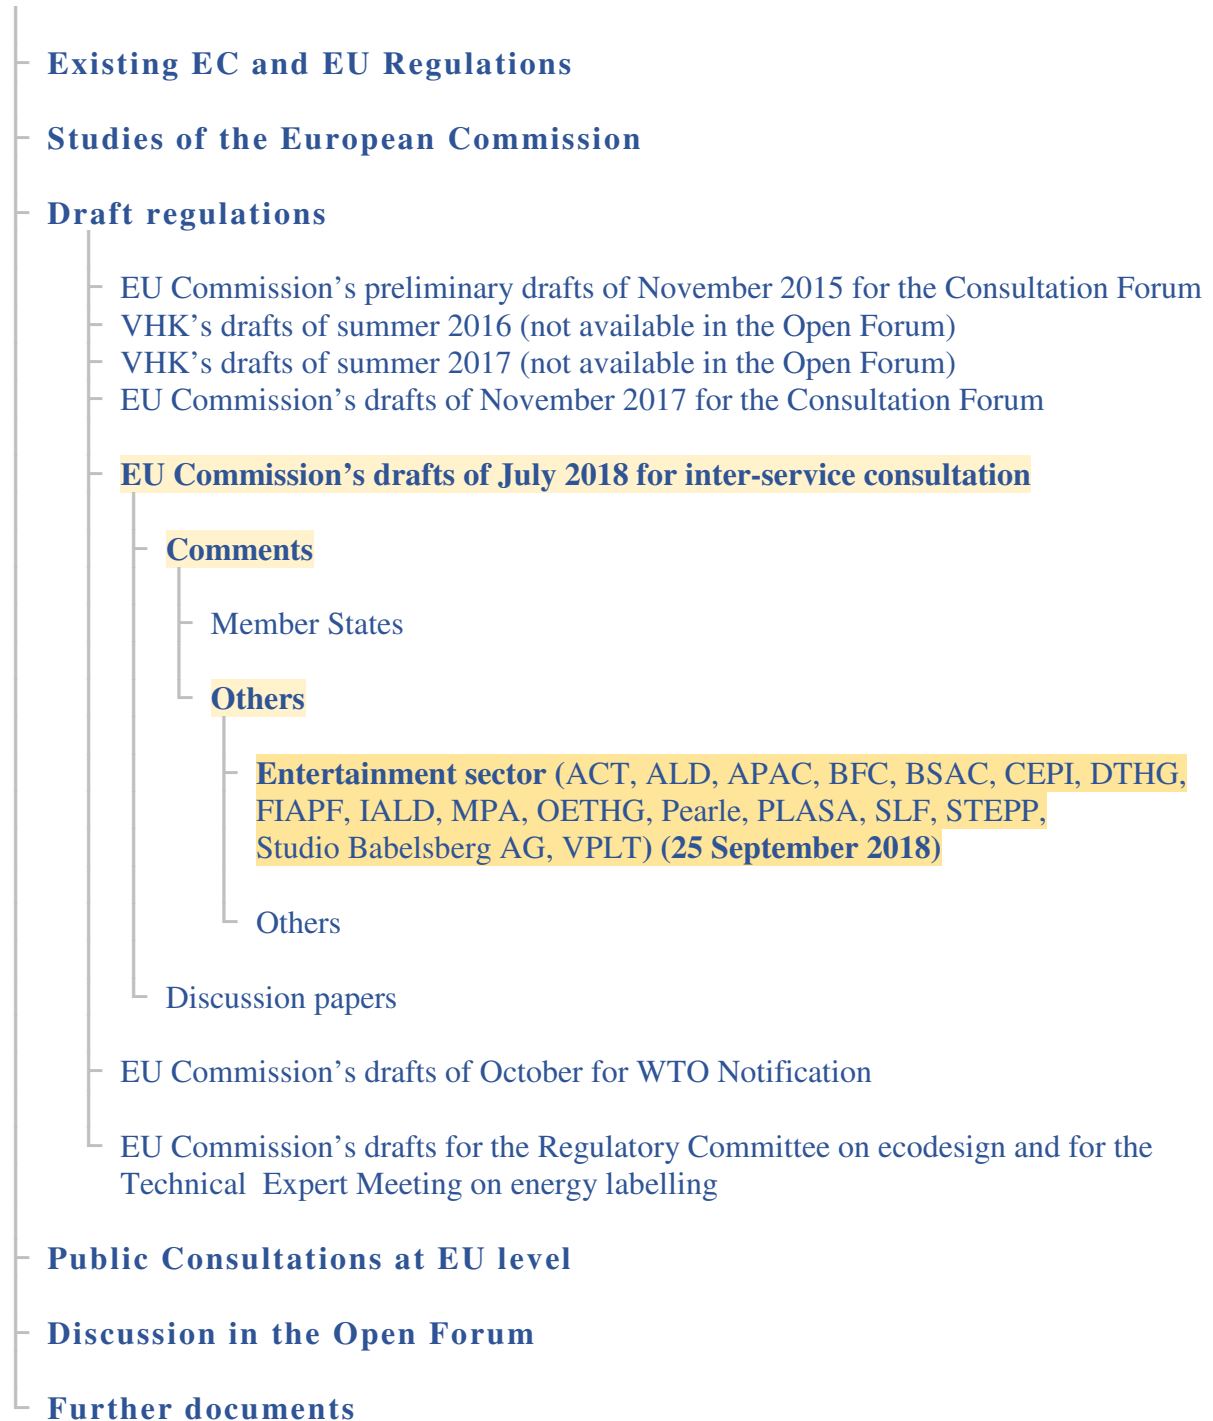 Existing EC and EU Regulations
Studies of the European Commission
Draft regulations
EU Commission’s preliminary drafts of November 2015 for the Consultation Forum
VHK’s drafts of summer 2016 (not available in the Open Forum)
VHK’s drafts of summer 2017 (not available in the Open Forum)
EU Commission’s drafts of November 2017 for the Consultation Forum
EU Commission’s drafts of July 2018 for inter-service consultation
Comments
Member States
Others
Entertainment sector (ACT, ALD, APAC, BFC, BSAC, CEPI, DTHG,
FIAPF, IALD, MPA, OETHG, Pearle, PLASA, SLF, STEPP,
Studio Babelsberg AG, VPLT) (25 September 2018)
Others
Discussion papers
EU Commission’s drafts of October for WTO Notification
EU Commission’s drafts for the Regulatory Committee on ecodesign and for the
Technical Expert Meeting on energy labelling
Public Consultations at EU level
Discussion in the Open Forum
Further documents